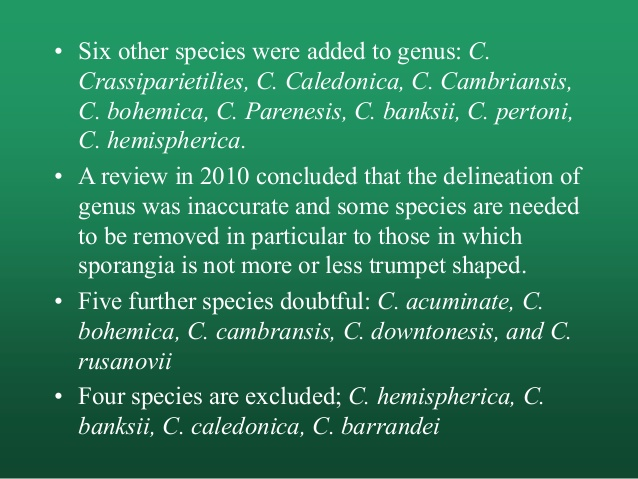 • Six other species were added to genus: C.
Crassiparietilies, C. Caledonica, C. Cambriansis,
C. bohemica, C. Parenesis, C. banksii, C. pertoni,
C. hemispherica.
• A review in 2010 concluded that the delineation of
genus was inaccurate and some species are needed
to be removed in particular to those in which
sporangia is not more or less trumpet shaped.
• Five further species doubtful: C. acuminate, C.
bohemica, C. cambransis, C. downtonesis, and C.
rusanovii
• Four species are excluded; C. hemispherica, C.
banksii, C. caledonica, C. barrandei